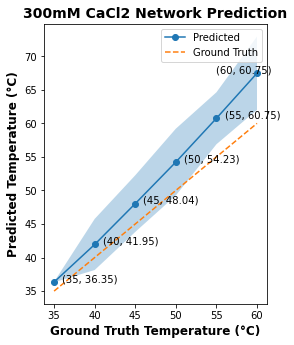 300mM CaCl2 Network Prediction
Predicted
Ground Truth
(60, 60.75)
(55, 60.75)
(50, 54.23)
(45, 48.04)
(40, 41.95)
(35, 36.35)
70
65
60
55
50
45
40
35
35 40 45 50 55 60
Predicted Temperature (°C)
Ground Truth Temperature (°C)